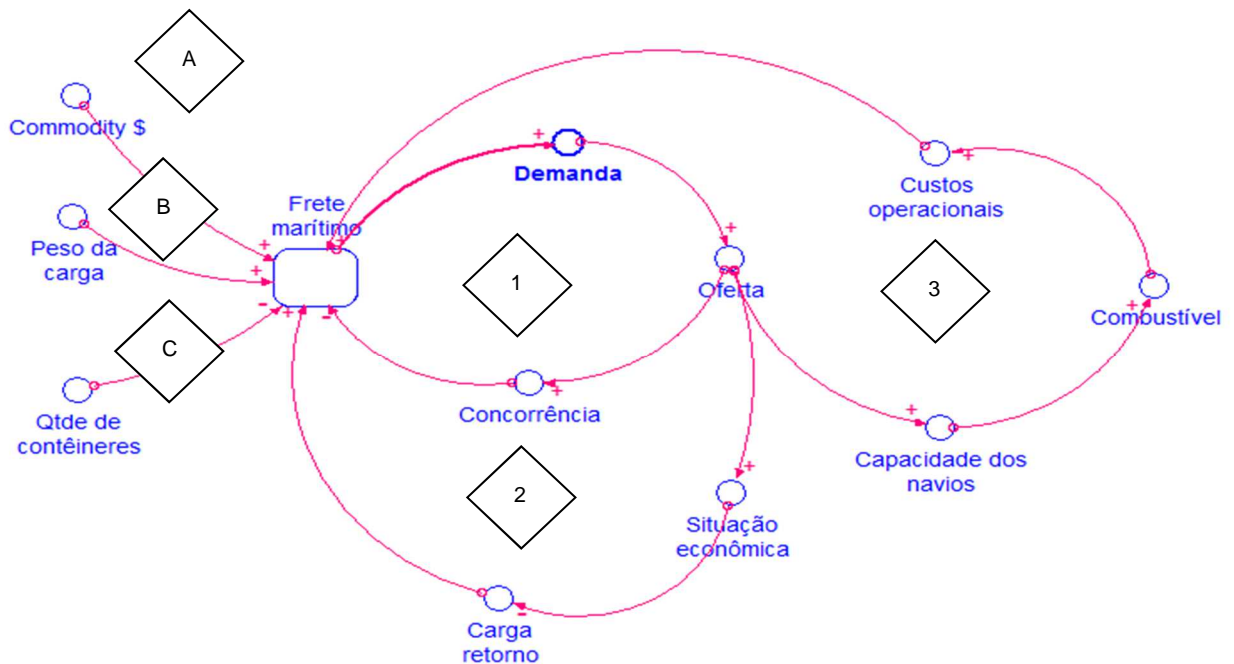 A
Commodity $
+
Demanda
+
Custos
operacionais
B
Frete
marítimo
+
Peso da
carga
+
+
+
1
Oferta
3
Combustível
+
-
+
-
C
Qtde de
contêineres
+
Concorrência
+
Capacidade dos
navios
2
+
Situação
econômica
-
Carga
retorno